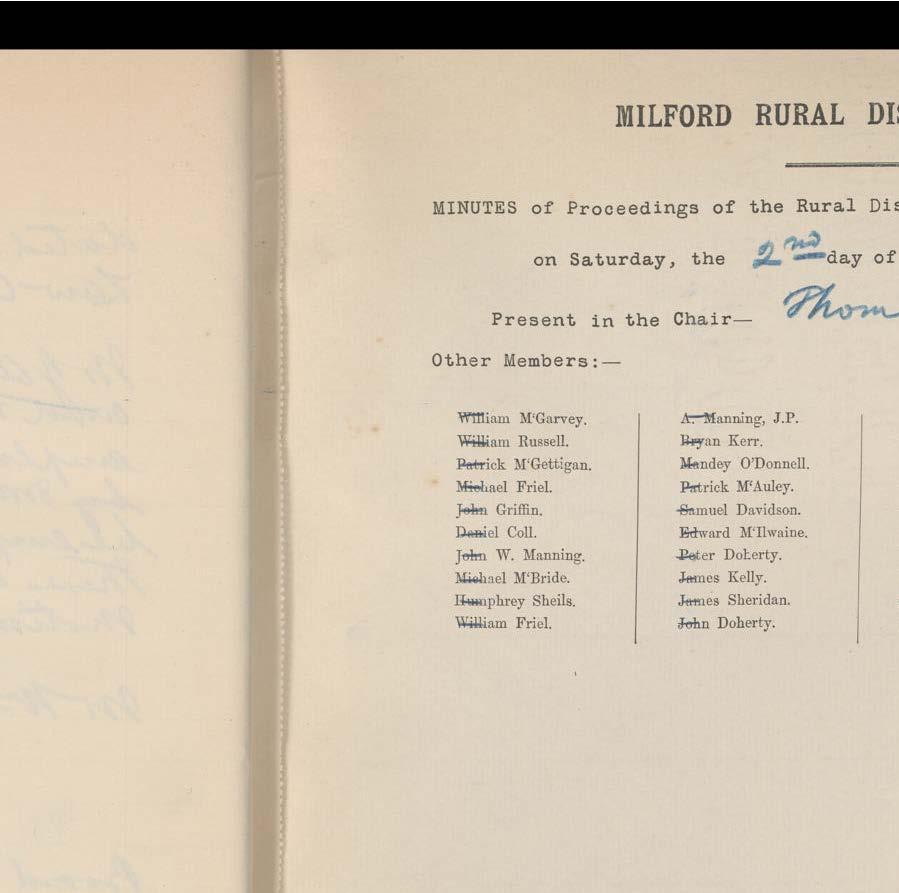 MILFORD RURAL DIS
MINUTES of Proceedings of the Rural Dis
on Saturday, the 2nd day of
Present in the Chair— Thom
Other Members:—
William M‘Garvey.
William Russell.
Patrick M‘Gettigan.
Michael Friel.
John Griffin.
Daniel Coll.
John W. Manning.
Michael M‘Bride.
Humphrey Sheils.
William Friel.
A. Manning, J.P.
Bryan Kerr.
Mandey O’Donnell.
Patrick M‘Auley.
Samuel Davidson.
Edward M‘Ilwaine.
Peter Doherty.
James Kelly.
James Sheridan.
John Doherty.